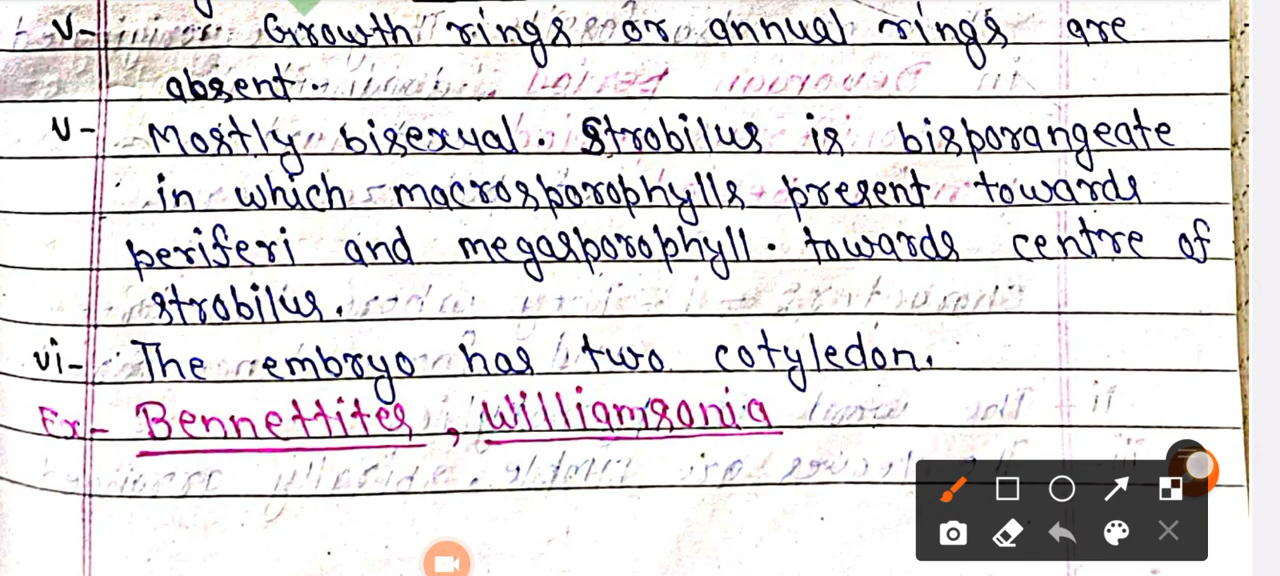 v- Growth rings or annual rings are
absent.
v- Mostly bisexual. Strobilus is bisporangeate
in which macrosporophylls present towards
periferi and megasporophyll. towards centre of
strobilus.
vi- The embryo has two cotyledon.
Ex- Bennettites, Williamsonia